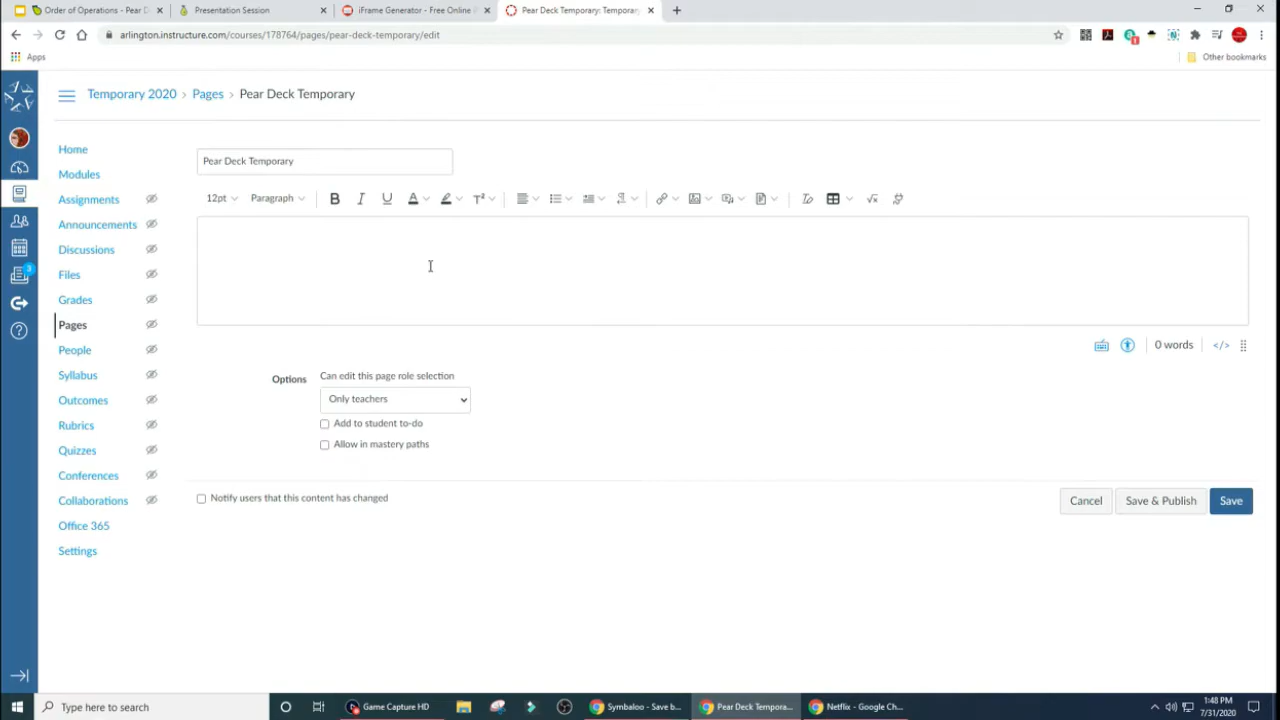 Order of Operations - Pear D
Presentation Session
iFrame Generator - Free Online iF
Pear Deck Temporary: Temporary
arlington.instructure.com/courses/178764/pages/pear-deck-temporary/edit
Apps
Other bookmarks
Temporary 2020 > Pages > Pear Deck Temporary
Home
Modules
Assignments
Announcements
Discussions
Files
Grades
Pages
People
Syllabus
Outcomes
Rubrics
Quizzes
Conferences
Collaborations
Office 365
Settings
3
Pear Deck Temporary
12pt Paragraph B I U A T²
0 words </>
Options
Can edit this page role selection
Only teachers
Add to student to-do
Allow in mastery paths
Notify users that this content has changed
Cancel Save & Publish Save
Type here to search
Game Capture HD
Symbaloo - Save b...
Pear Deck Tempora...
Netflix - Google Ch...
1:48 PM
7/31/2020